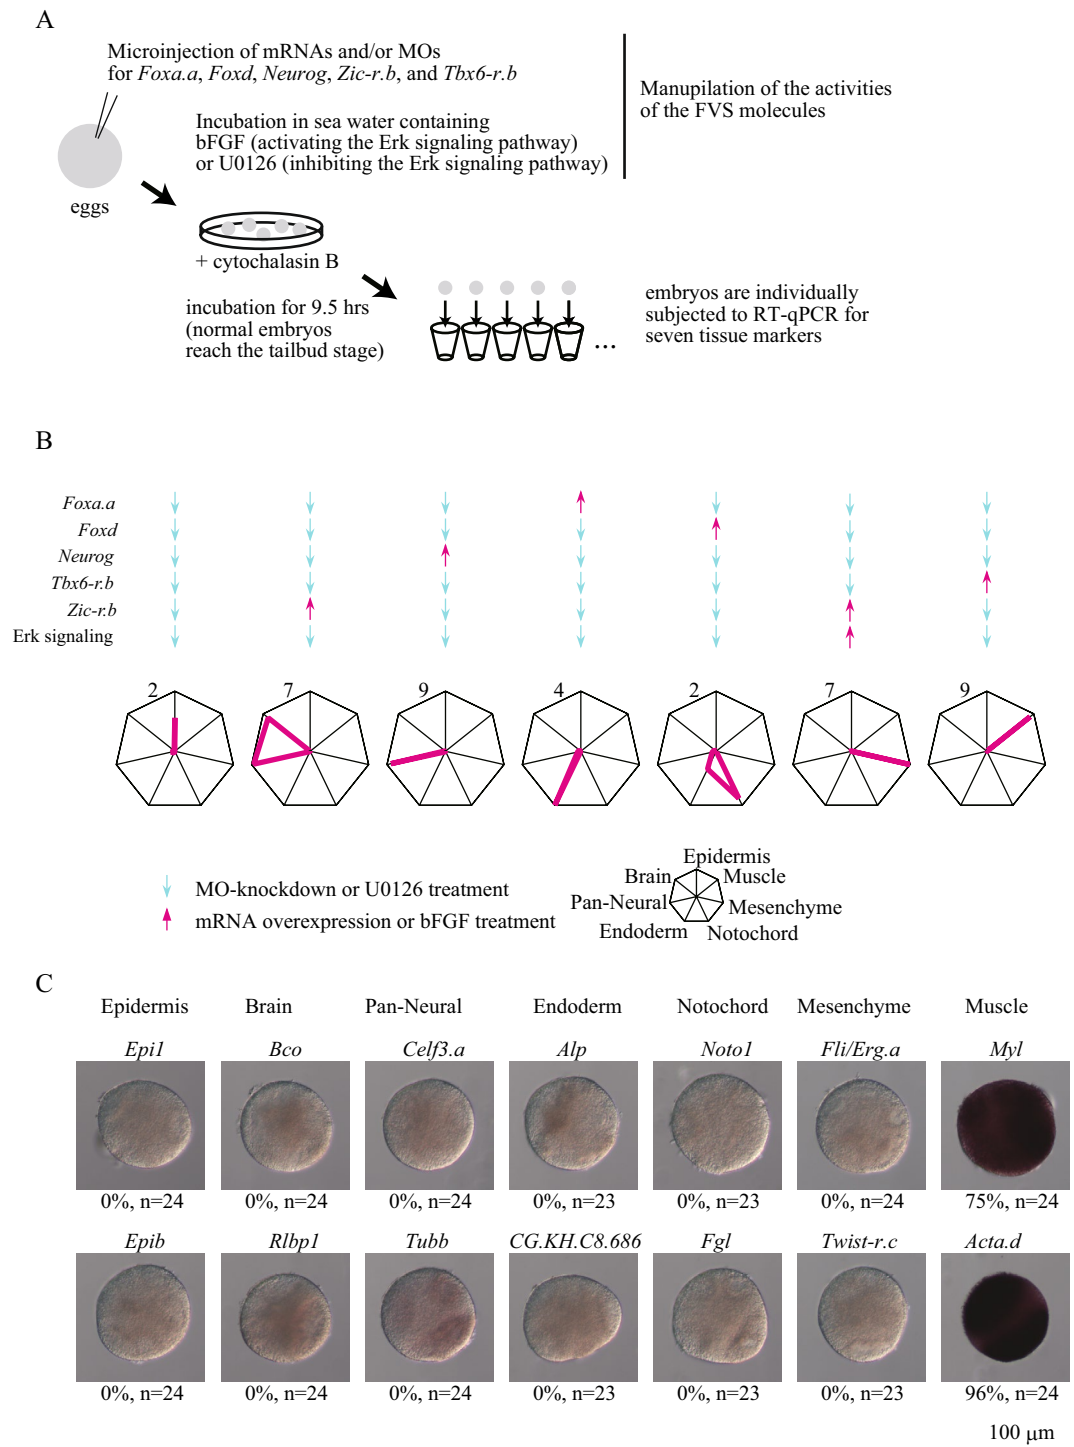 A
Microinjection of mRNAs and/or MOs
for Foxa.a, Foxd, Neurog, Zic-r.b, and Tbx6-r.b
Manupilation of the activities
of the FVS molecules
Incubation in sea water containing
bFGF (activating the Erk signaling pathway)
or U0126 (inhibiting the Erk signaling pathway)
eggs
+ cytochalasin B
incubation for 9.5 hrs
(normal embryos
reach the tailbud stage)
...
embryos are individually
subjected to RT-qPCR for
seven tissue markers
B
Foxa.a
Foxd
Neurog
Tbx6-r.b
Zic-r.b
Erk signaling
2 7 9 4 2 7 9
MO-knockdown or U0126 treatment
mRNA overexpression or bFGF treatment
Epidermis
Brain Muscle
Pan-Neural Mesenchyme
Endoderm Notochord
C
Epidermis Brain Pan-Neural Endoderm Notochord Mesenchyme Muscle
Epi1 Bco Celf3.a Alp Noto1 Fli/Erg.a Myl
0%, n=24 0%, n=24 0%, n=24 0%, n=23 0%, n=23 0%, n=24 75%, n=24
Epib Rlbp1 Tubb CG.KH.C8.686 Fgl Twist-r.c Acta.d
0%, n=24 0%, n=24 0%, n=24 0%, n=23 0%, n=23 0%, n=23 96%, n=24
100 µm